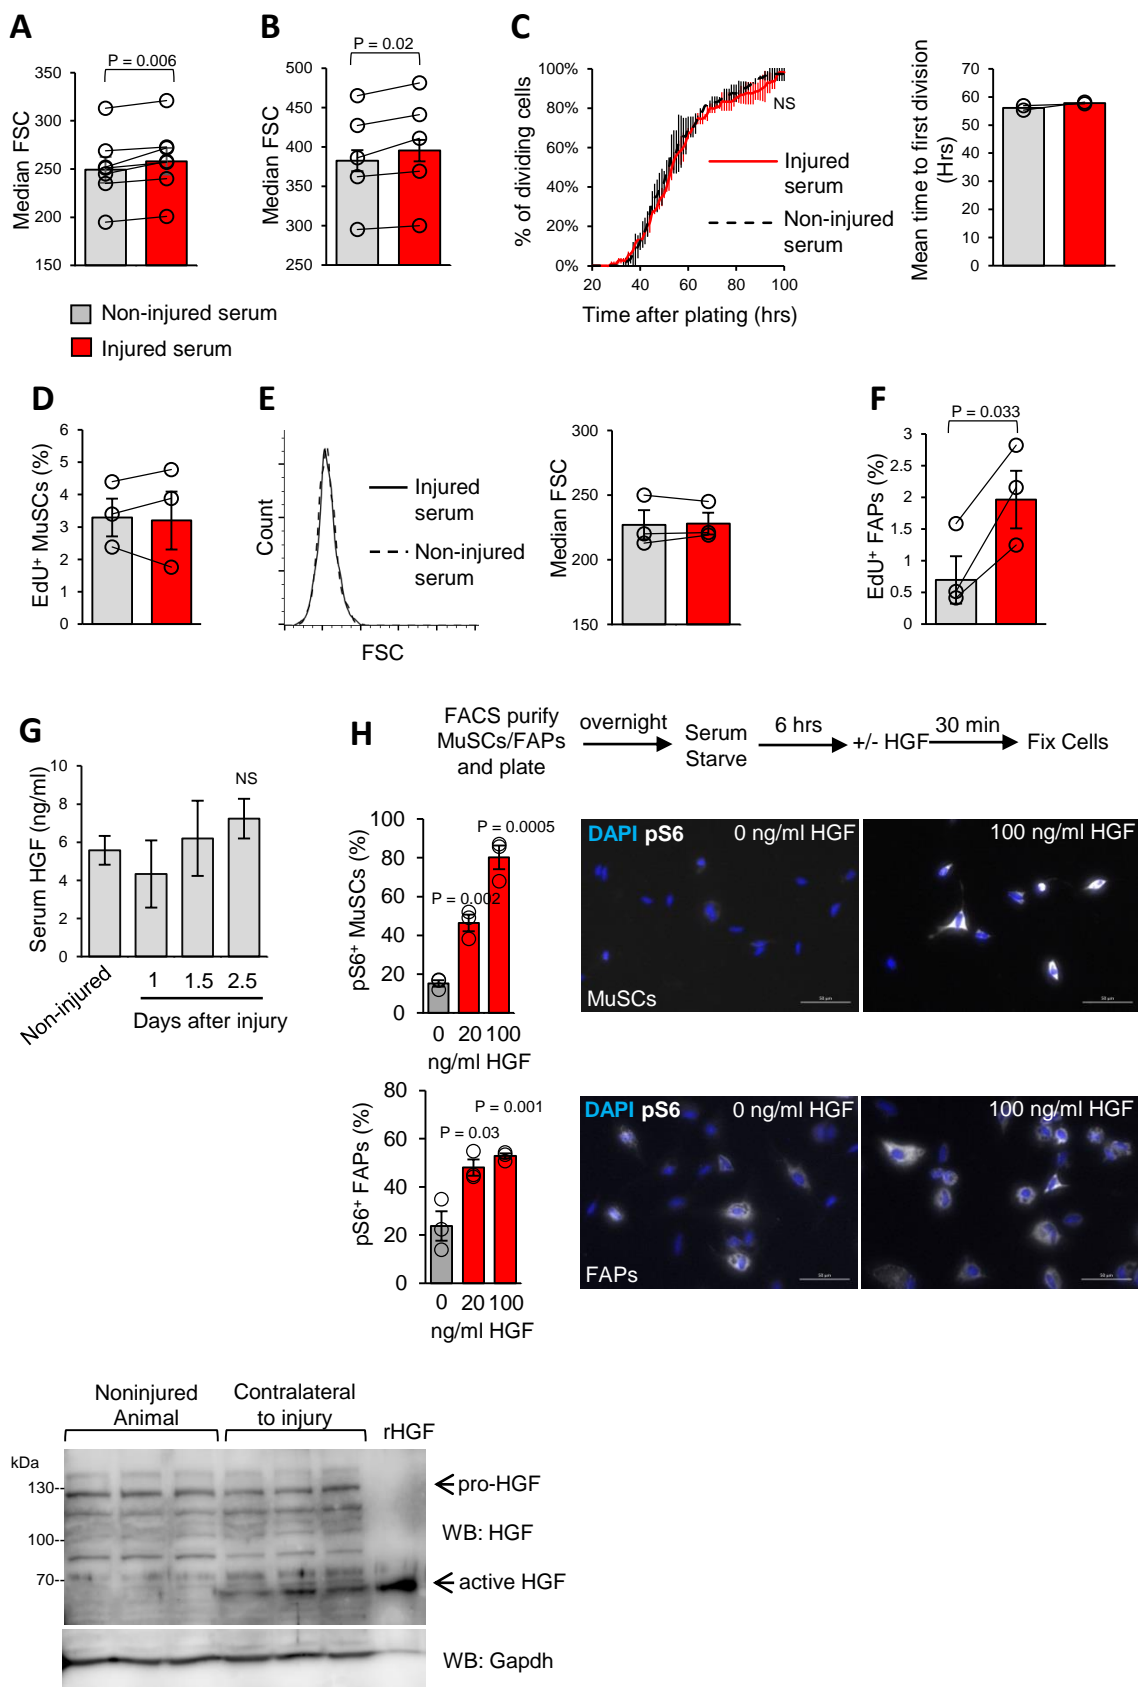 A
P = 0.006
Median FSC
350
300
250
200
150
B
P = 0.02
Median FSC
500
450
400
350
300
250
C
% of dividing cells
100%
80%
60%
40%
20%
0%
NS
Injured
serum
Non-injured
serum
20 40 60 80 100
Time after plating (hrs)
Mean time to first division
(Hrs)
70
60
50
40
30
20
10
0
Non-injured serum
Injured serum
D
EdU+ MuSCs (%)
6
5
4
3
2
1
0
E
Count
Injured
serum
Non-injured
serum
FSC
Median FSC
300
250
200
150
F
P = 0.033
EdU+ FAPs (%)
3
2.5
2
1.5
1
0.5
0
G
Serum HGF (ng/ml)
10
8
6
4
2
0
NS
Non-injured
1 1.5 2.5
Days after injury
H
FACS purify
MuSCs/FAPs
and plate
overnight
Serum
Starve
6 hrs
+/- HGF
30 min
Fix Cells
pS6+ MuSCs (%)
100
80
60
40
20
0
P = 0.0005
P = 0.002
0 20 100
ng/ml HGF
DAPI pS6 0 ng/ml HGF
MuSCs
50 µm
100 ng/ml HGF
50 µm
pS6+ FAPs (%)
80
60
40
20
0
P = 0.001
P = 0.03
0 20 100
ng/ml HGF
DAPI pS6 0 ng/ml HGF
FAPs
50 µm
100 ng/ml HGF
50 µm
Noninjured
Animal
Contralateral
to injury
rHGF
kDa
130--
100--
70--
pro-HGF
WB: HGF
active HGF
WB: Gapdh